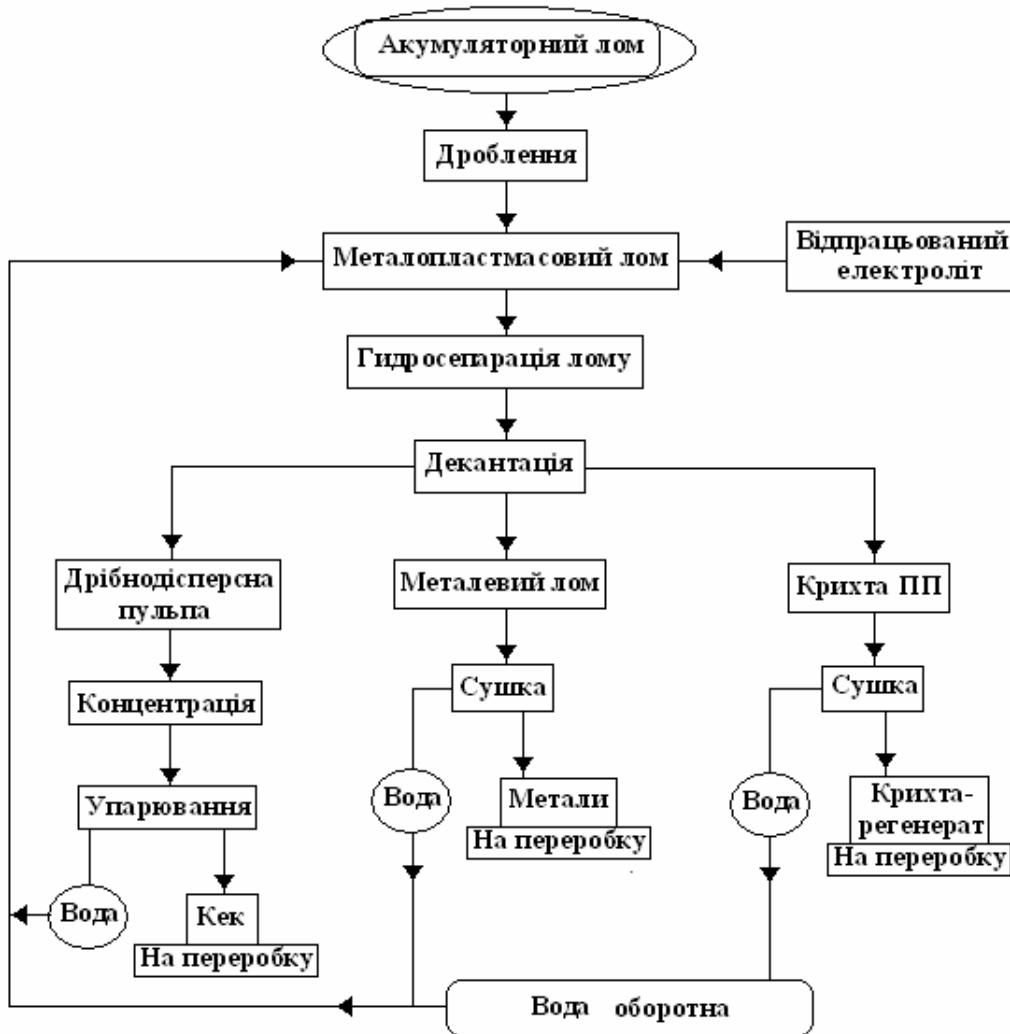 Акумуляторний лом
Дроблення
Металопластмасовий лом
Відпрацьований
електроліт
Гидросепарація лому
Декантація
Дрібнодісперсна
пульпа
Металевий лом
Крихта ПП
Концентрація
Сушка
Сушка
Упарювання
Вода
Метали
На переробку
Вода
Крихта-
регенерат
На переробку
Вода
Кек
На переробку
Вода оборотна